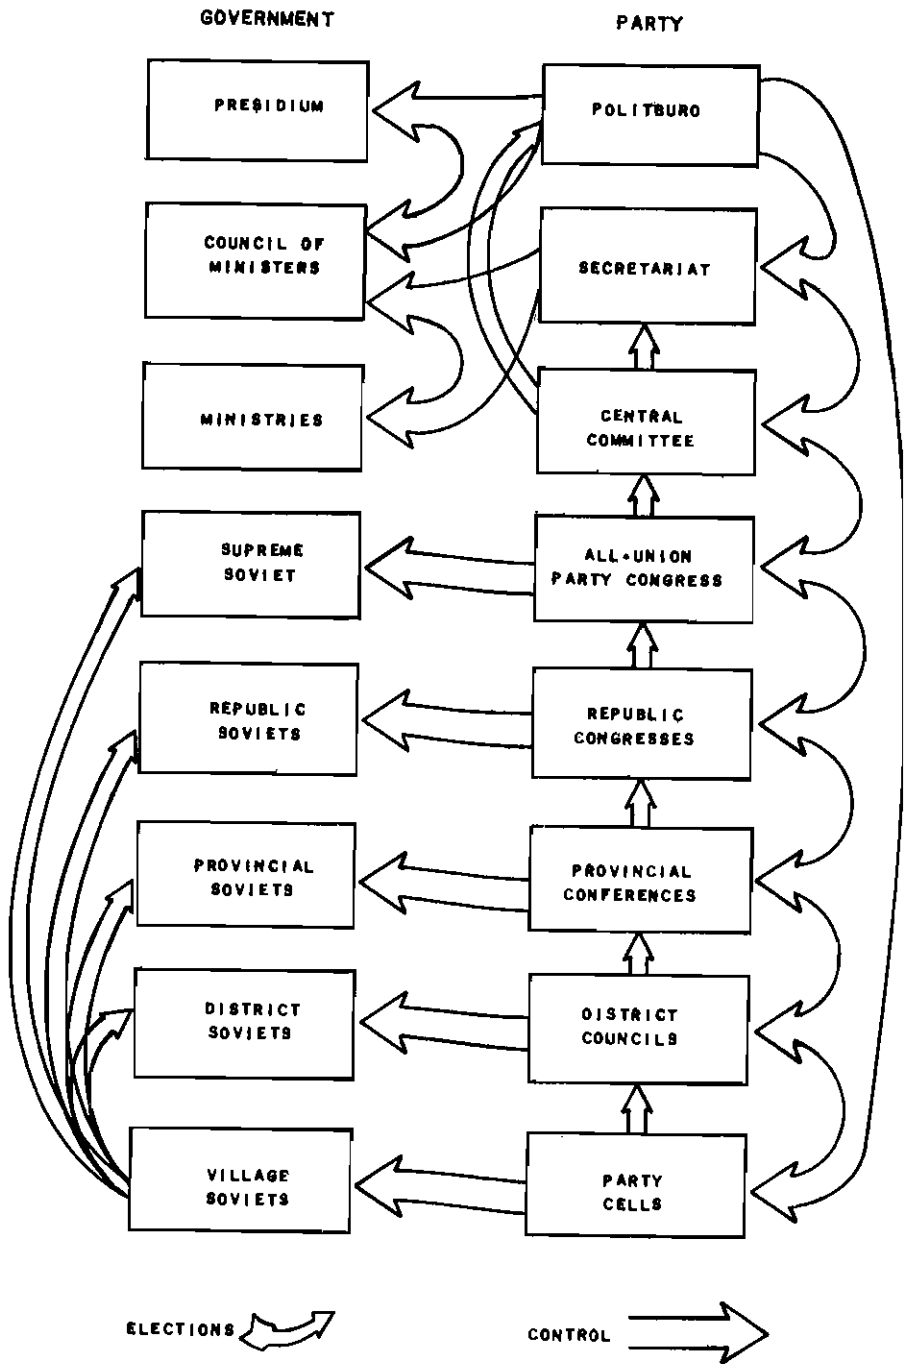 GOVERNMENT
PARTY
PRESIDIUM
POLITBURO
COUNCIL OF
MINISTERS
SECRETARIAT
MINISTRIES
CENTRAL
COMMITTEE
SUPREME
SOVIET
ALL-UNION
PARTY CONGRESS
REPUBLIC
SOVIETS
REPUBLIC
CONGRESSES
PROVINCIAL
SOVIETS
PROVINCIAL
CONFERENCES
DISTRICT
SOVIETS
DISTRICT
COUNCILS
VILLAGE
SOVIETS
PARTY
CELLS
ELECTIONS
CONTROL